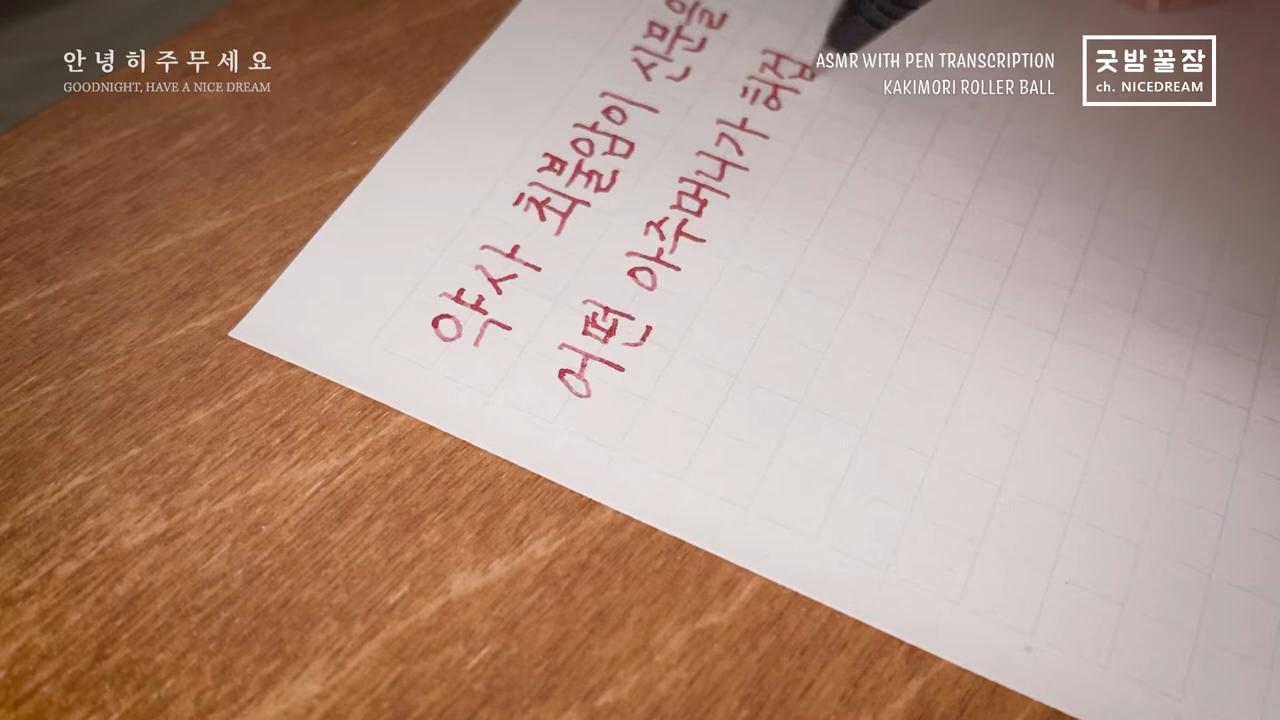 안녕히주무세요
GOODNIGHT, HAVE A NICE DREAM
ASMR WITH PEN TRANSCRIPTION
KAKIMORI ROLLER BALL
굿밤꿀잠
ch. NICEDREAM
약사 최불암이 신문을
어떤 아주머니가 허겁